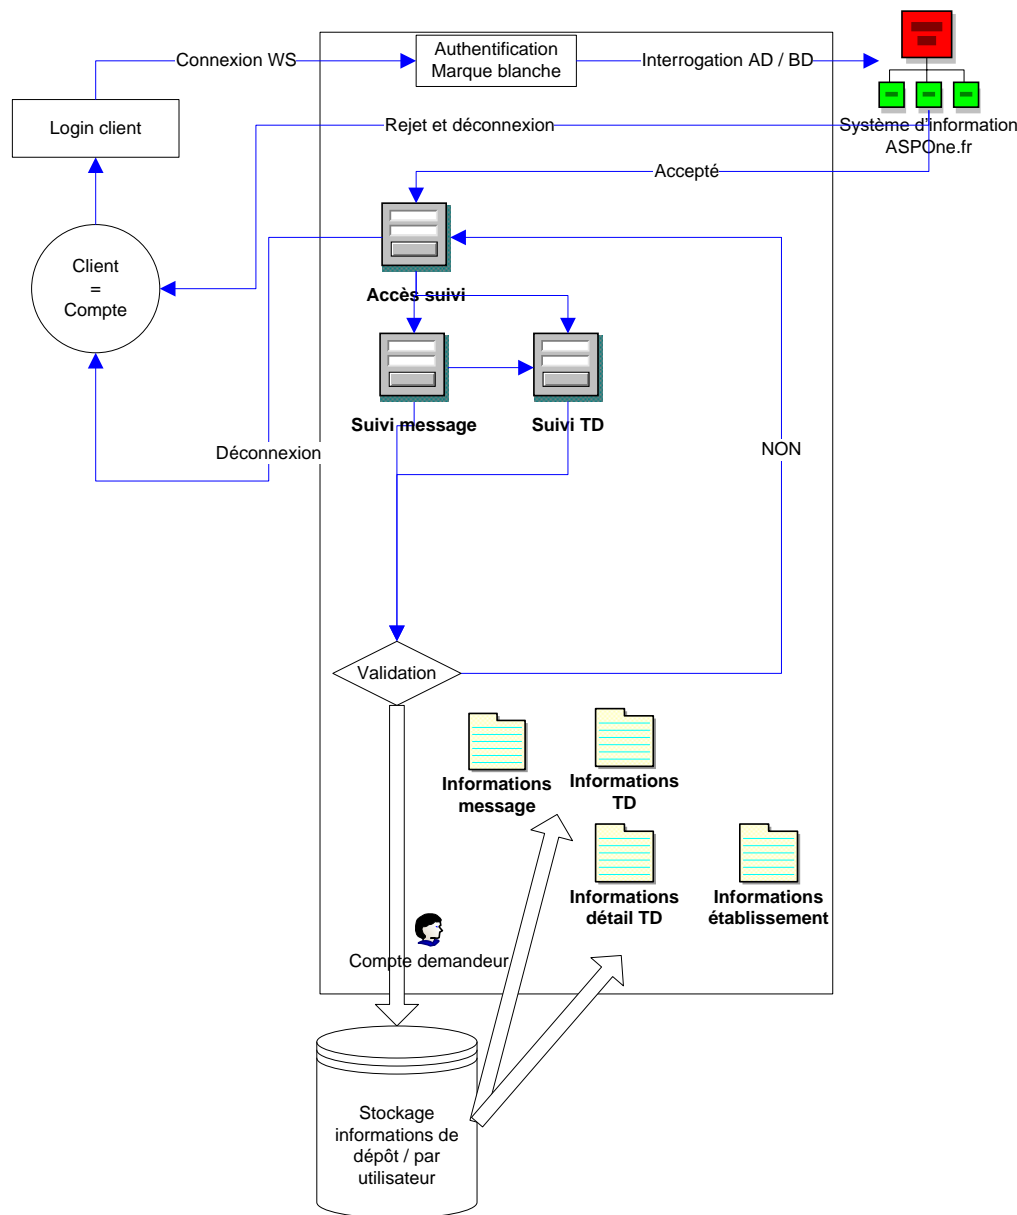 Authentification
Marque blanche
Connexion WS
Interrogation AD / BD
Login client
Rejet et déconnexion
Système d'information
ASPOne.fr
Accepté
Client
=
Compte
Accès suivi
Suivi message
Suivi TD
Déconnexion
NON
Validation
Informations
message
Informations
TD
Informations
détail TD
Informations
établissement
Compte demandeur
Stockage
informations de
dépôt / par
utilisateur